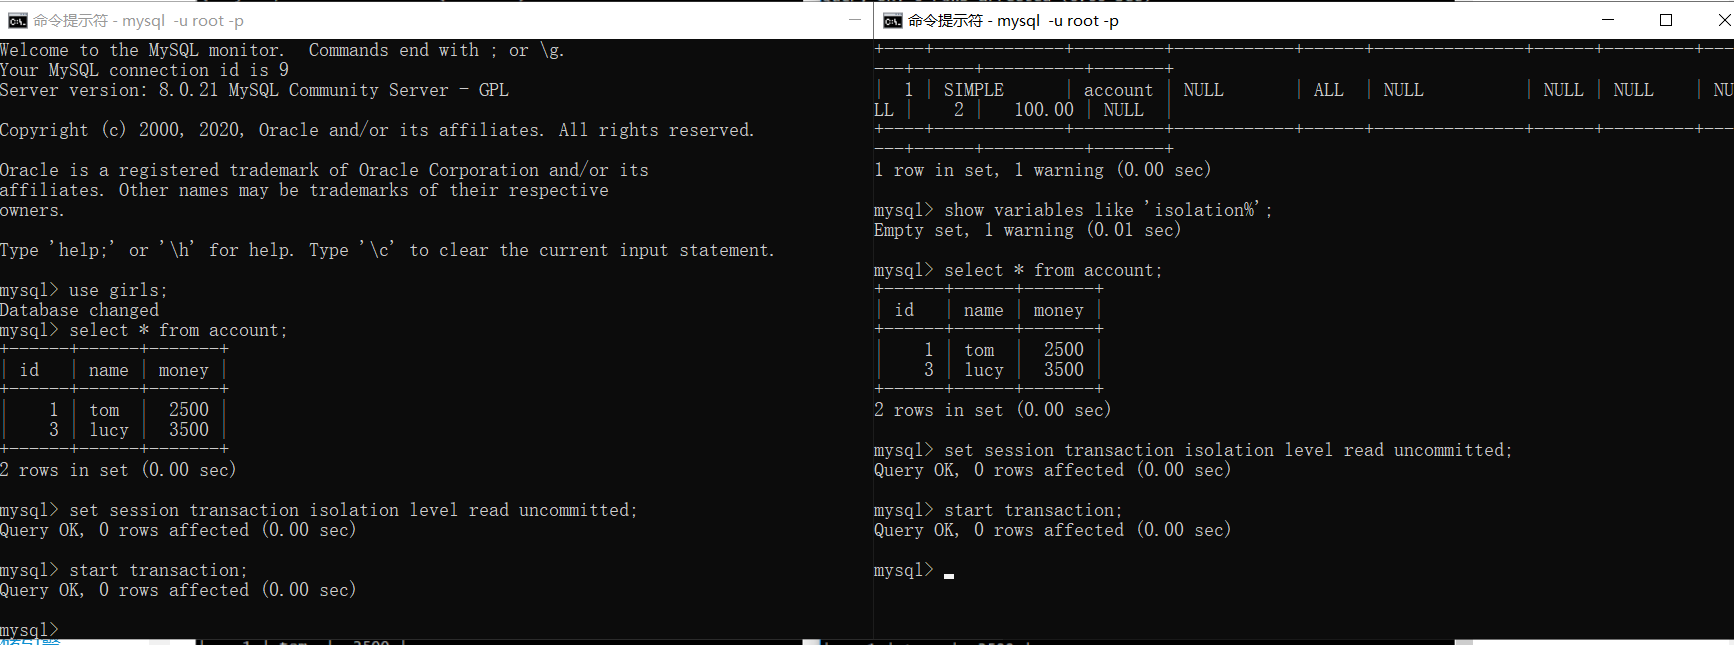 命令提示符 - mysql  -u root -p
Welcome to the MySQL monitor.  Commands end with ; or \g.
Your MySQL connection id is 9
Server version: 8.0.21 MySQL Community Server - GPL
Copyright (c) 2000, 2020, Oracle and/or its affiliates. All rights reserved.
Oracle is a registered trademark of Oracle Corporation and/or its
affiliates. Other names may be trademarks of their respective
owners.
Type 'help;' or '\h' for help. Type '\c' to clear the current input statement.
mysql> use girls;
Database changed
mysql> select * from account;
+------+------+-------+
| id   | name | money |
+------+------+-------+
|    1 | tom  |  2500 |
|    3 | lucy |  3500 |
+------+------+-------+
2 rows in set (0.00 sec)
mysql> set session transaction isolation level read uncommitted;
Query OK, 0 rows affected (0.00 sec)
mysql> start transaction;
Query OK, 0 rows affected (0.00 sec)
mysql>
命令提示符 - mysql  -u root -p
+----+-------------+---------+------------+------+---------------+------+---------+---
---+------+----------+-------+
|  1 | SIMPLE      | account | NULL       | ALL  | NULL          | NULL | NULL    | NU
LL |    2 |   100.00 | NULL  |
+----+-------------+---------+------------+------+---------------+------+---------+---
---+------+----------+-------+
1 row in set, 1 warning (0.00 sec)
mysql> show variables like 'isolation%';
Empty set, 1 warning (0.01 sec)
mysql> select * from account;
+------+------+-------+
| id   | name | money |
+------+------+-------+
|    1 | tom  |  2500 |
|    3 | lucy |  3500 |
+------+------+-------+
2 rows in set (0.00 sec)
mysql> set session transaction isolation level read uncommitted;
Query OK, 0 rows affected (0.00 sec)
mysql> start transaction;
Query OK, 0 rows affected (0.00 sec)
mysql>